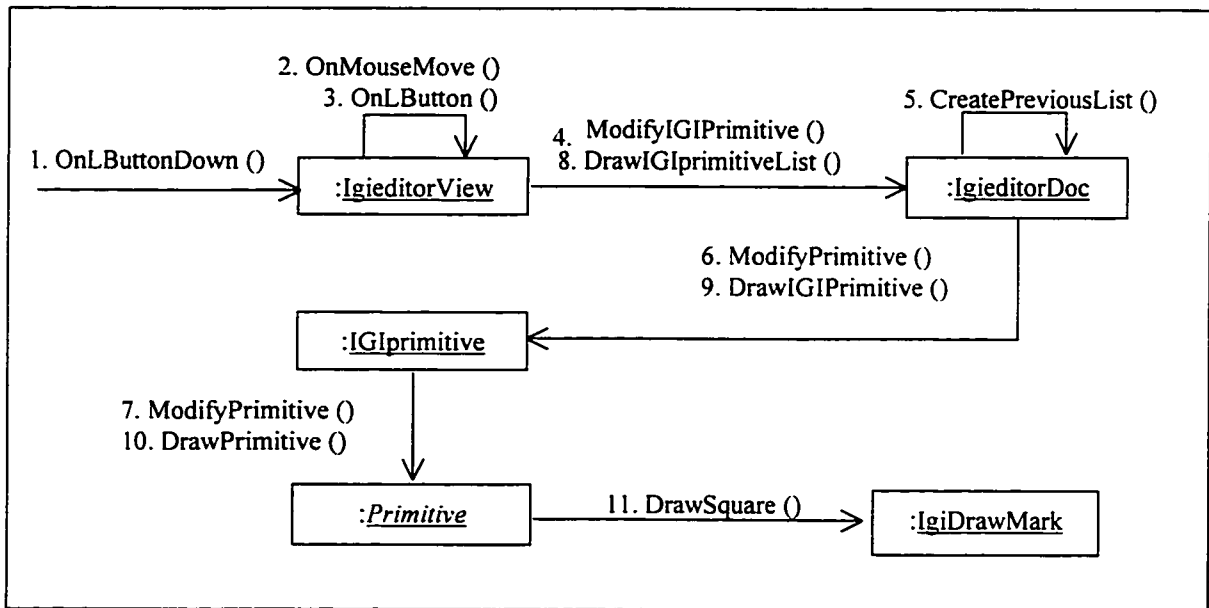 2. OnMouseMove ()
3. OnLButton ()
5. CreatePreviousList ()
4. ModifyIGIPrimitive ()
1. OnLButtonDown ()
8. DrawIGIprimitiveList ()
:IgieditorView
:IgieditorDoc
6. ModifyPrimitive ()
9. DrawIGIPrimitive ()
:IGIprimitive
7. ModifyPrimitive ()
10. DrawPrimitive ()
11. DrawSquare ()
:Primitive
:IgiDrawMark